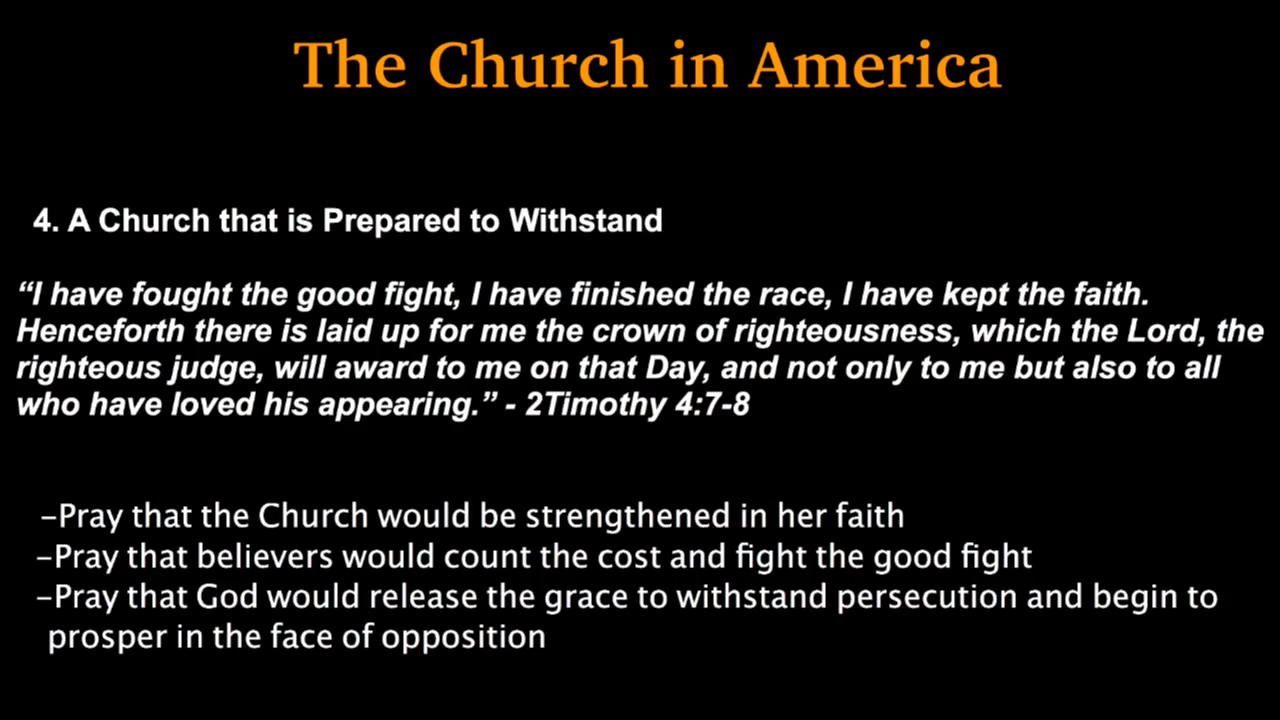 The Church in America
4. A Church that is Prepared to Withstand
“I have fought the good fight, I have finished the race, I have kept the faith.
Henceforth there is laid up for me the crown of righteousness, which the Lord, the
righteous judge, will award to me on that Day, and not only to me but also to all
who have loved his appearing.” - 2Timothy 4:7-8
–Pray that the Church would be strengthened in her faith
–Pray that believers would count the cost and fight the good fight
–Pray that God would release the grace to withstand persecution and begin to
prosper in the face of opposition